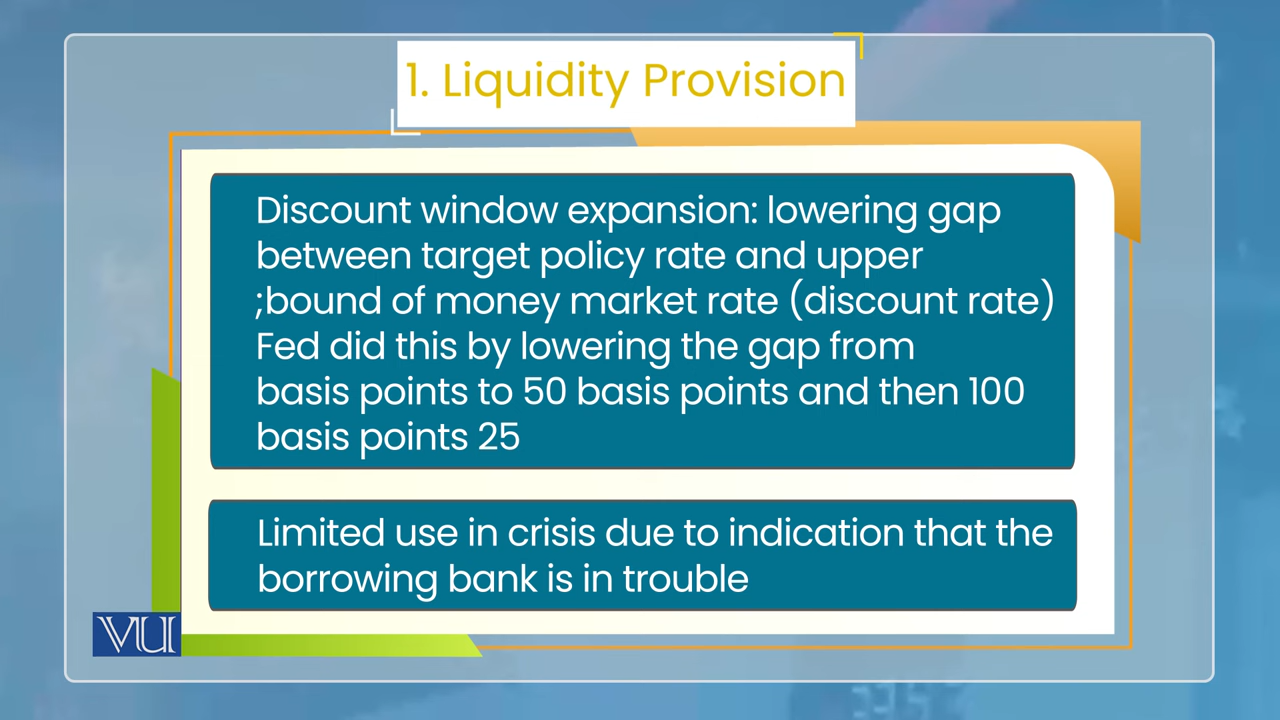 1. Liquidity Provision
Discount window expansion: lowering gap
between target policy rate and upper
;bound of money market rate (discount rate)
Fed did this by lowering the gap from
basis points to 50 basis points and then 100
basis points 25
Limited use in crisis due to indication that the
borrowing bank is in trouble
VU